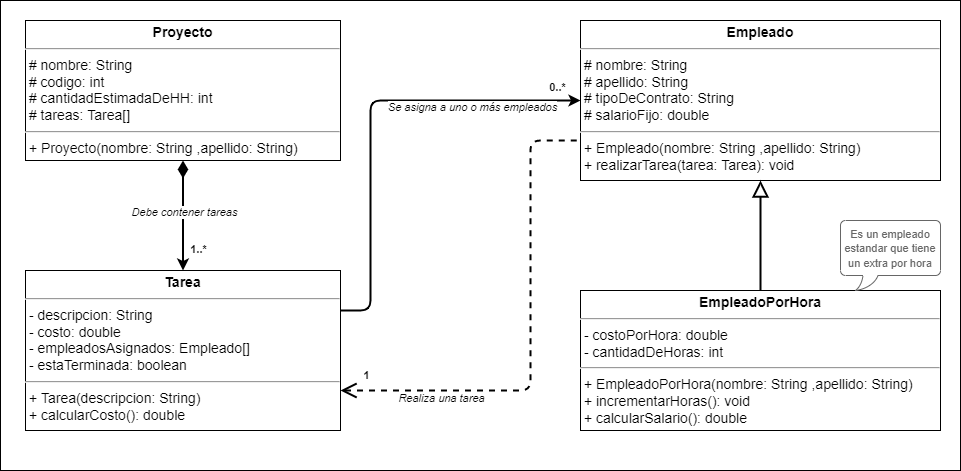 Proyecto
# nombre: String
# codigo: int
# cantidadEstimadaDeHH: int
# tareas: Tarea[]
+ Proyecto(nombre: String ,apellido: String)
Empleado
# nombre: String
# apellido: String
# tipoDeContrato: String
# salarioFijo: double
+ Empleado(nombre: String ,apellido: String)
+ realizarTarea(tarea: Tarea): void
0..*
Se asigna a uno o más empleados
Debe contener tareas
1..*
Tarea
- descripcion: String
- costo: double
- empleadosAsignados: Empleado[]
- estaTerminada: boolean
+ Tarea(descripcion: String)
+ calcularCosto(): double
1
Realiza una tarea
Es un empleado
estandar que tiene
un extra por hora
EmpleadoPorHora
- costoPorHora: double
- cantidadDeHoras: int
+ EmpleadoPorHora(nombre: String ,apellido: String)
+ incrementarHoras(): void
+ calcularSalario(): double